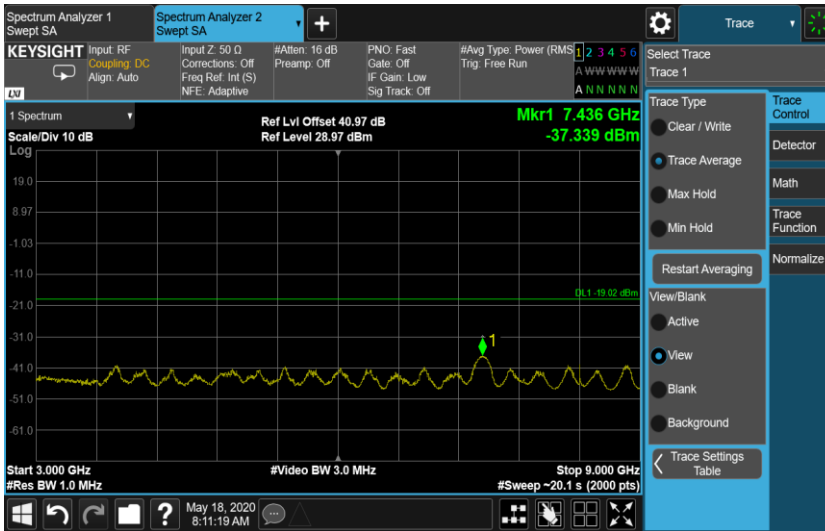 Spectrum Analyzer 1
Swept SA
Spectrum Analyzer 2
Swept SA
+
Trace
KEYSIGHT
LXI
Input: RF
Coupling: DC
Align: Auto
Input Z: 50 Ω
Corrections: Off
Freq Ref: Int (S)
NFE: Adaptive
#Atten: 16 dB
Preamp: Off
PNO: Fast
Gate: Off
IF Gain: Low
Sig Track: Off
#Avg Type: Power (RMS
Trig: Free Run
1 2 3 4 5 6
A W W W W W
A N N N N N
Select Trace
Trace 1
1 Spectrum
Scale/Div 10 dB
Log
Ref Lvl Offset 40.97 dB
Ref Level 28.97 dBm
Mkr1 7.436 GHz
-37.339 dBm
19.0
8.97
-1.03
-11.0
-21.0
-31.0
-41.0
-51.0
-61.0
DL1 -19.02 dBm
1
Start 3.000 GHz
#Res BW 1.0 MHz
#Video BW 3.0 MHz
Stop 9.000 GHz
#Sweep ~20.1 s (2000 pts)
Trace Type
Clear / Write
Trace Average
Max Hold
Min Hold
Restart Averaging
View/Blank
Active
View
Blank
Background
Trace Settings
Table
Trace
Control
Detector
Math
Trace
Function
Normalize
?
May 18, 2020
8:11:19 AM